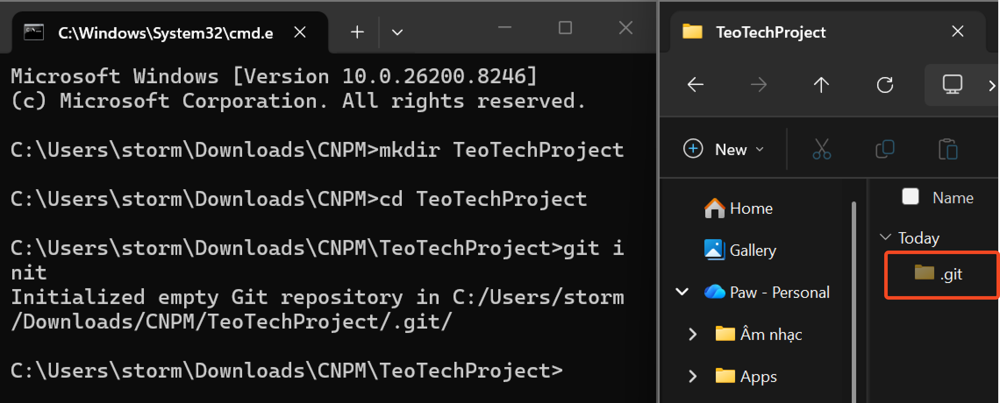 C:\Windows\System32\cmd.e
Microsoft Windows [Version 10.0.26200.8246]
(c) Microsoft Corporation. All rights reserved.
C:\Users\storm\Downloads\CNPM>mkdir TeoTechProject
C:\Users\storm\Downloads\CNPM>cd TeoTechProject
C:\Users\storm\Downloads\CNPM\TeoTechProject>git i
nit
Initialized empty Git repository in C:/Users/storm
/Downloads/CNPM/TeoTechProject/.git/
C:\Users\storm\Downloads\CNPM\TeoTechProject>
TeoTechProject
New
Home
Gallery
Paw - Personal
Âm nhạc
Apps
Name
Today
.git